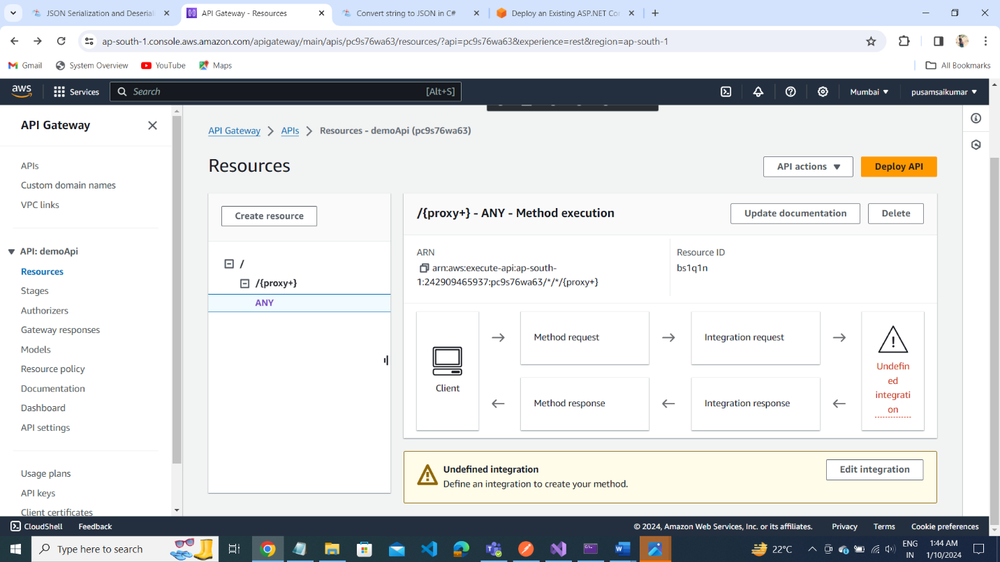 JSON Serialization and Deserial
API Gateway - Resources
Convert string to JSON in C#
Deploy an Existing ASP.NET Cor
ap-south-1.console.aws.amazon.com/apigateway/main/apis/pc9s76wa63/resources/?api=pc9s76wa63&experience=rest&region=ap-south-1
Gmail
System Overview
YouTube
Maps
All Bookmarks
aws
Services
Search
[Alt+S]
Mumbai
pusamsaikumar
API Gateway
APIs
Custom domain names
VPC links
API: demoApi
Resources
Stages
Authorizers
Gateway responses
Models
Resource policy
Documentation
Dashboard
API settings
Usage plans
API keys
Client certificates
API Gateway
APIs
Resources - demoApi (pc9s76wa63)
Resources
API actions
Deploy API
Create resource
/
/{proxy+}
ANY
/{proxy+} - ANY - Method execution
Update documentation
Delete
ARN
arn:aws:execute-api:ap-south-
1:242909465937:pc9s76wa63/*/*/{proxy+}
Resource ID
bs1q1n
Client
Method request
Integration request
Method response
Integration response
Undefin
ed
integrati
on
Undefined integration
Define an integration to create your method.
Edit integration
CloudShell
Feedback
© 2024, Amazon Web Services, Inc. or its affiliates.
Privacy
Terms
Cookie preferences
Type here to search
22°C
ENG
IN
1:44 AM
1/10/2024